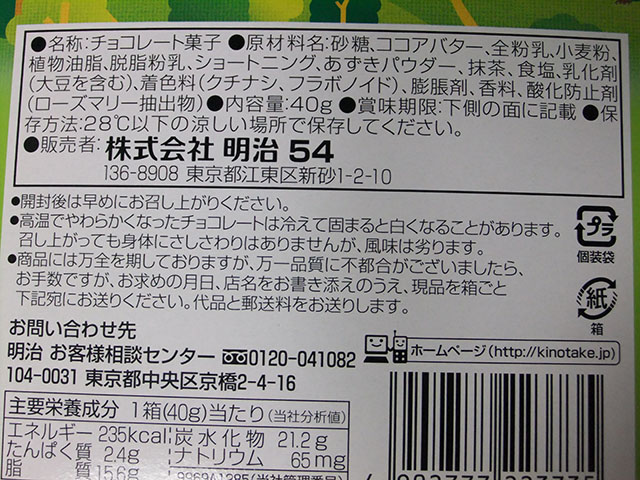 ●名称:チョコレート菓子 ●原材料名:砂糖、ココアバター、全粉乳、小麦粉、
植物油脂、脱脂粉乳、ショートニング、あずきパウダー、抹茶、食塩、乳化剤
(大豆を含む)、着色料(クチナシ、フラボノイド)、膨脹剤、香料、酸化防止剤
(ローズマリー抽出物) ●内容量:40g ●賞味期限:下側の面に記載 ●保
存方法:28℃以下の涼しい場所で保存してください。
●販売者: 株式会社 明治 54
136-8908 東京都江東区新砂1-2-10
●開封後は早めにお召し上がりください。
●高温でやわらかくなったチョコレートは冷えて固まると白くなることがあります。
召し上がっても身体にさしさわりはありませんが、風味は劣ります。
●商品には万全を期しておりますが、万一品質に不都合がございましたら、
お手数ですが、お求めの月日、店名をお書き添えのうえ、現品を箱ごと
下記宛にお送りください。代品と郵送料をお送りします。
プラ
個装袋
紙
箱
お問い合わせ先
明治 お客様相談センター 0120-041082
104-0031 東京都中央区京橋2-4-16
ホームページ(http://kinotake.jp)
主要栄養成分 1箱(40g)当たり(当社分析値)
エネルギー 235kcal 炭水化物 21.2g
たんぱく質 2.4g ナトリウム 65mg
脂質 15.6g